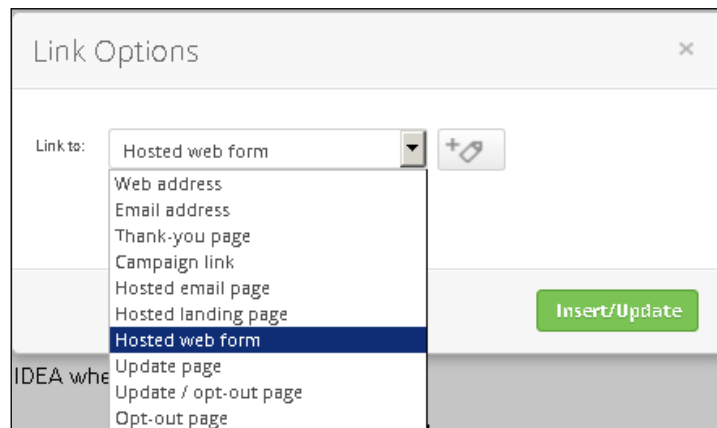 Link Options
×
Link to:
Hosted web form
+
Web address
Email address
Thank-you page
Campaign link
Hosted email page
Hosted landing page
Hosted web form
Insert/Update
Update page
IDEA whe
Update / opt-out page
Opt-out page